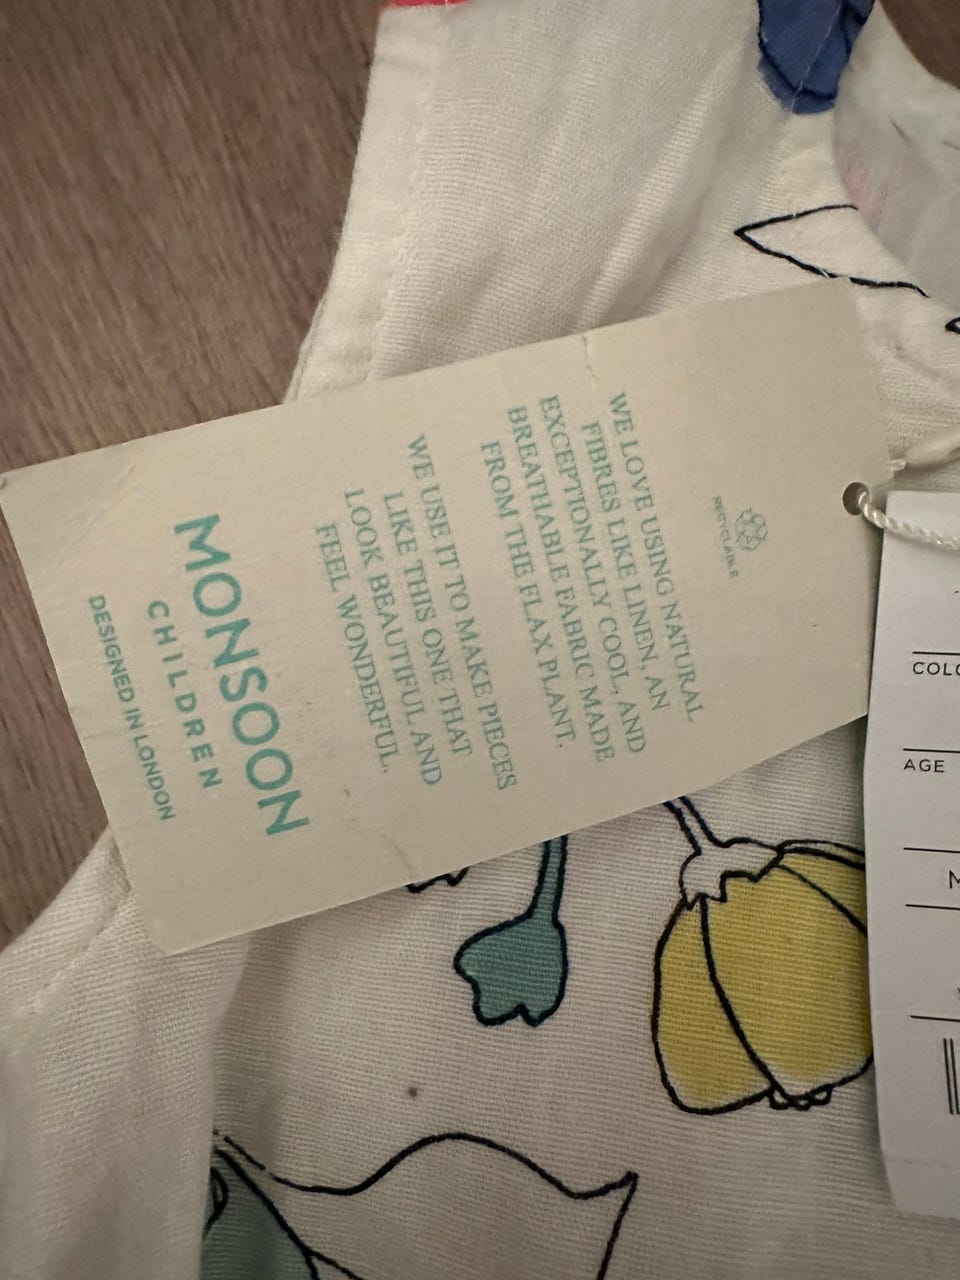 RECYCLABLE
WE LOVE USING NATURAL
FIBRES LIKE LINEN, AN
EXCEPTIONALLY COOL, AND
BREATHABLE FABRIC MADE
FROM THE FLAX PLANT.
WE USE IT TO MAKE PIECES
LIKE THIS ONE THAT
LOOK BEAUTIFUL AND
FEEL WONDERFUL.
MONSOON
CHILDREN
DESIGNED IN LONDON
AGE